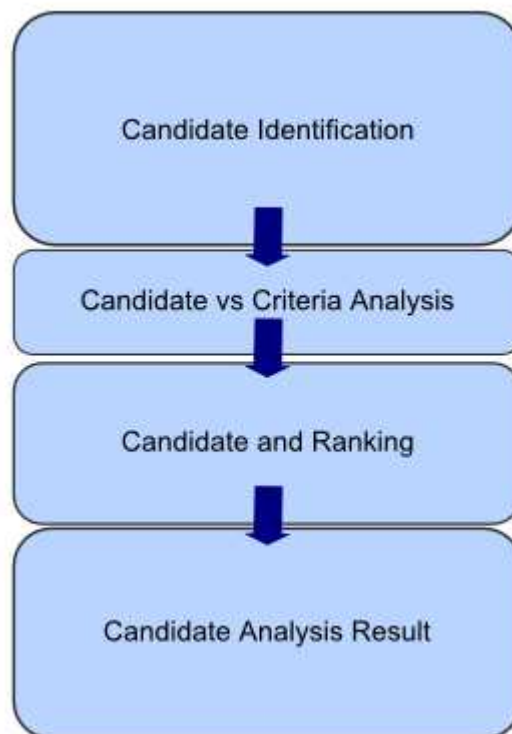 Candidate Identification
Candidate vs Criteria Analysis
Candidate and Ranking
Candidate Analysis Result